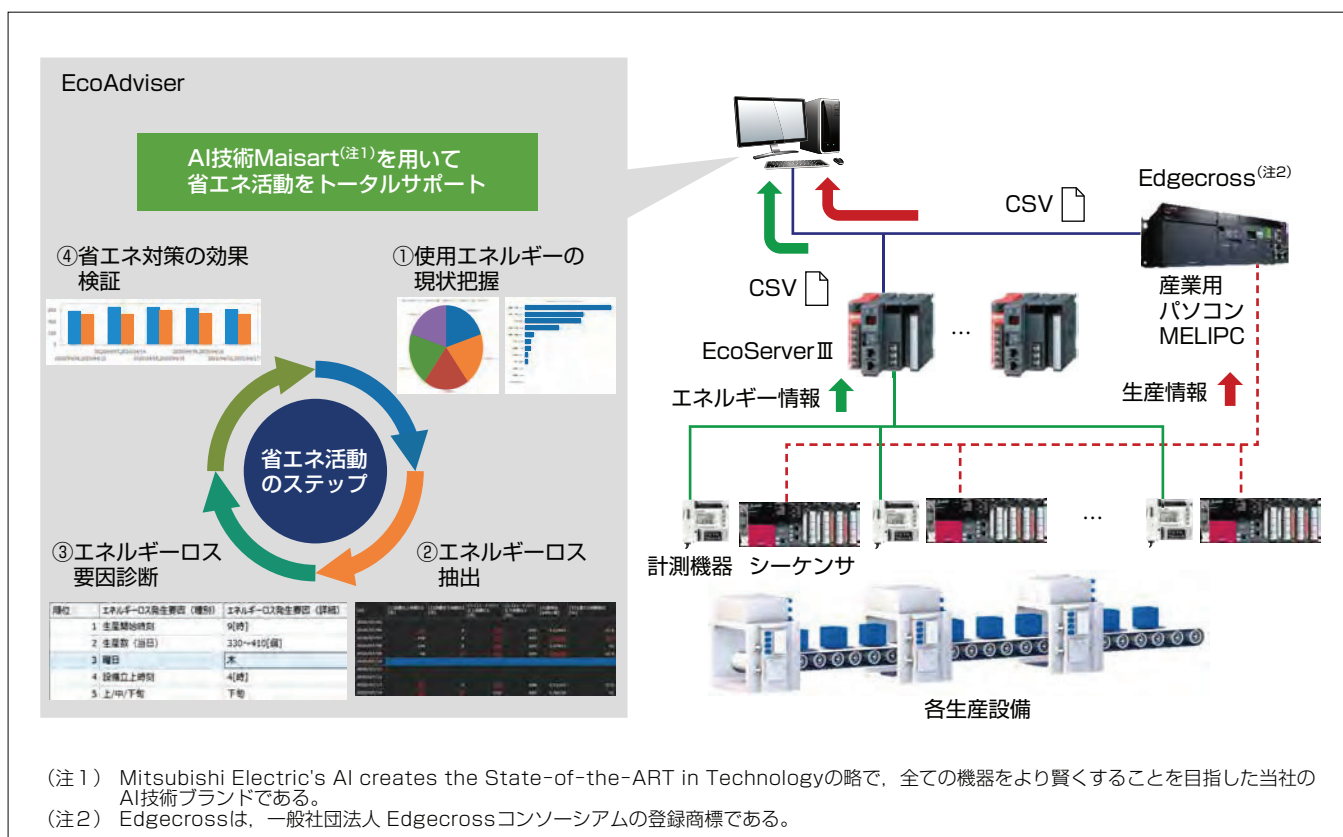 EcoAdviser
AI技術Maisart(注1)を用いて
省エネ活動をトータルサポート
④省エネ対策の効果
検証
①使用エネルギーの
現状把握
省エネ活動
のステップ
③エネルギーロス
要因診断
②エネルギーロス
抽出
順位 エネルギーロス発生要因（種別） エネルギーロス発生要因（詳細）
1 生産開始時刻 9[時]
2 生産数（当日） 330～410[個]
3 曜日 木
4 設備立上時刻 4[時]
5 上/中/下旬 下旬
CSV
Edgecross(注2)
産業用
パソコン
MELIPC
CSV
…
EcoServerⅢ
エネルギー情報
生産情報
…
計測機器 シーケンサ
各生産設備
（注1） Mitsubishi Electric's AI creates the State-of-the-ART in Technologyの略で，全ての機器をより賢くすることを目指した当社の
AI技術ブランドである。
（注2） Edgecrossは，一般社団法人 Edgecrossコンソーシアムの登録商標である。